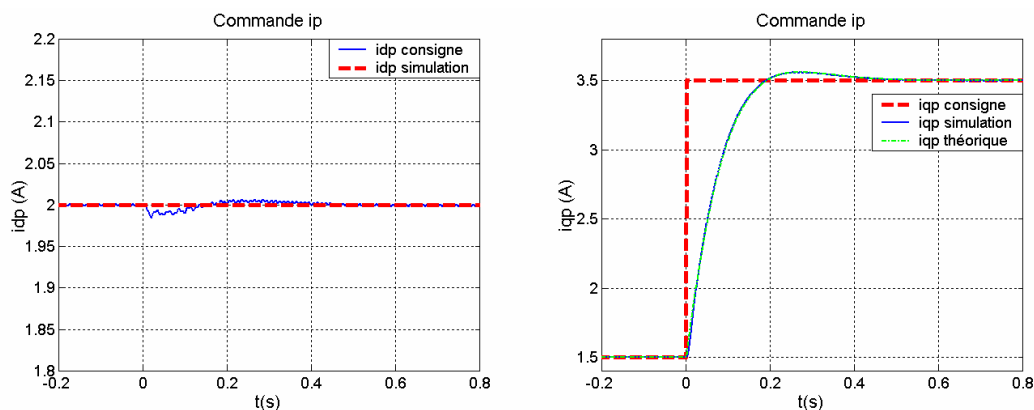 Commande ip
idp consigne
idp simulation
idp (A)
2.2
2.15
2.1
2.05
2
1.95
1.9
1.85
1.8
-0.2
0
0.2
0.4
0.6
0.8
t(s)
Commande ip
iqp consigne
iqp simulation
iqp théorique
iqp (A)
3.5
3
2.5
2
1.5
-0.2
0
0.2
0.4
0.6
0.8
t(s)